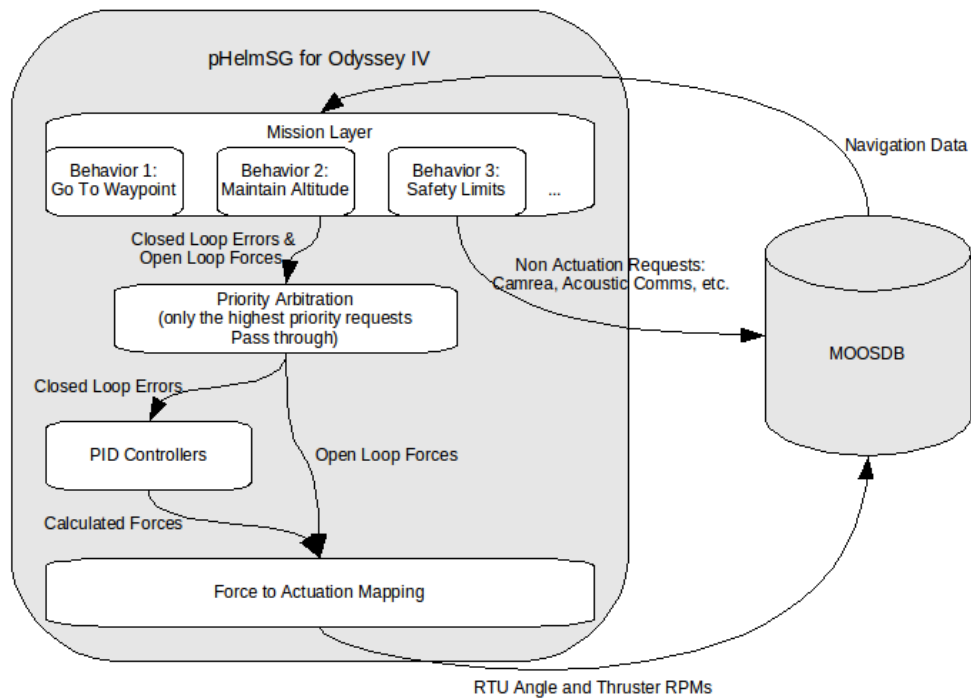 pHelmSG for Odyssey IV
Mission Layer
Behavior 1:
Go To Waypoint
Behavior 2:
Maintain Altitude
Behavior 3:
Safety Limits
...
Navigation Data
Closed Loop Errors &
Open Loop Forces
Non Actuation Requests:
Camrea, Acoustic Comms, etc.
Priority Arbitration
(only the highest priority requests
Pass through)
MOOSDB
Closed Loop Errors
PID Controllers
Open Loop Forces
Calculated Forces
Force to Actuation Mapping
RTU Angle and Thruster RPMs